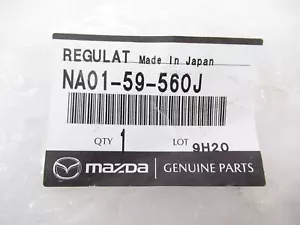 REGULAT Made In Japan
NA01-59-560J
QTY 1 LOT 9H20
mazda GENUINE PARTS